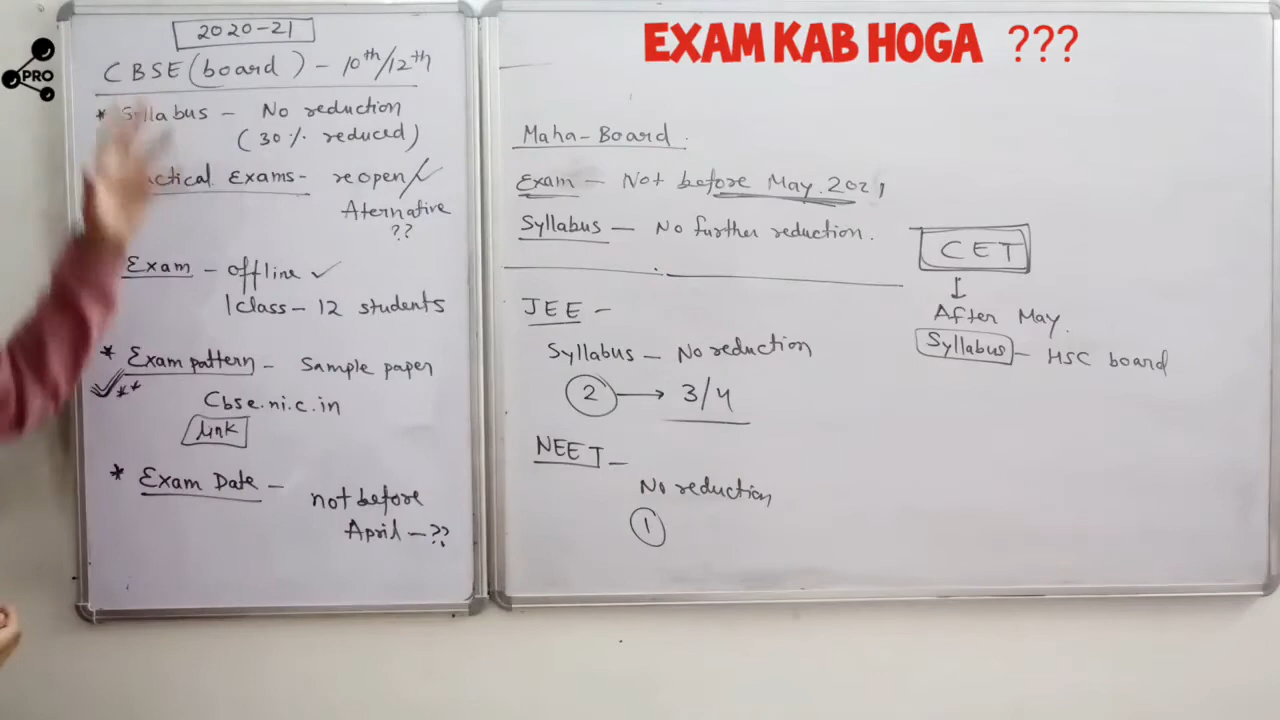 PRO
2020-21
CBSE (board) - 10th/12th
* Syllabus - No reduction
(30% reduced)
Exams - reopen/✓
Aternative
??
Exam - offline ✓
1 class - 12 students
* Exam pattern - Sample paper
✓**
Cbse.ni.c.in
link
* Exam Date - not before
April - ??
EXAM KAB HOGA ???
Maha-Board.
Exam - Not before May. 2021
Syllabus - No further reduction.
JEE -
Syllabus - No reduction
2 → 3/4
NEET -
No reduction
1
CET
↓
After May.
Syllabus - HSC board